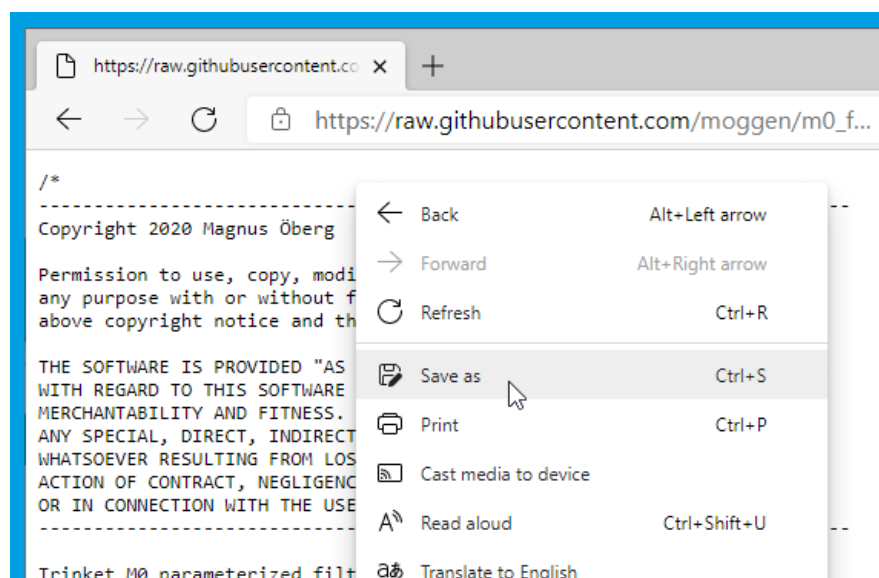 https://raw.githubusercontent.co
https://raw.githubusercontent.com/moggen/m0_f...
/*
Copyright 2020 Magnus Öberg
Permission to use, copy, modi
any purpose with or without f
above copyright notice and th
THE SOFTWARE IS PROVIDED "AS
WITH REGARD TO THIS SOFTWARE
MERCHANTABILITY AND FITNESS.
ANY SPECIAL, DIRECT, INDIRECT
WHATSOEVER RESULTING FROM LOS
ACTION OF CONTRACT, NEGLIGENC
OR IN CONNECTION WITH THE USE
Trinket M0 parameterized filt
Back Alt+Left arrow
Forward Alt+Right arrow
Refresh Ctrl+R
Save as Ctrl+S
Print Ctrl+P
Cast media to device
Read aloud Ctrl+Shift+U
Translate to English